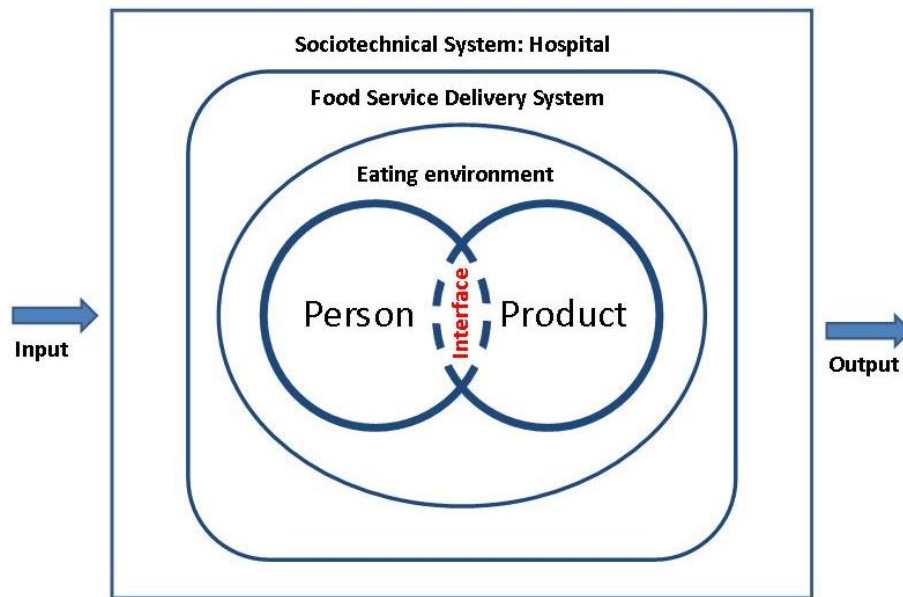 Sociotechnical System: Hospital
Food Service Delivery System
Eating environment
Person
Interface
Product
Input
Output